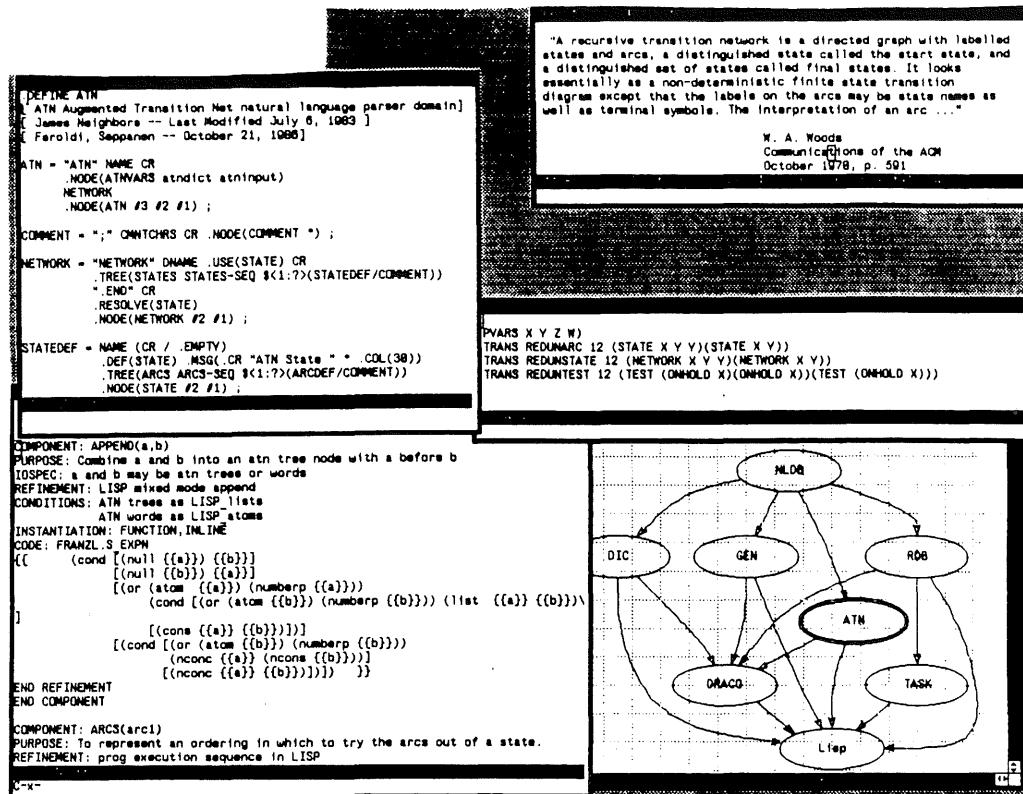 "A recursive transition network is a directed graph with labelled
states and arcs, a distinguished state called the start state, and
a distinguished set of states called final states. It looks
essentially as a non-deterministic finite state transition
diagram except that the labels on the arcs may be state names as
well as terminal symbols. The interpretation of an arc ..."
W. A. Woods
Communications of the ACM
October 1978, p. 591
.DEFINE ATN
[ ATN Augmented Transition Net natural language parser domain]
[ James Neighbors -- Last Modified July 6, 1983 ]
[ Feroldi, Seppanen -- October 21, 1986]
ATN = "ATN" NAME CR
.NODE(ATNVARS atndict atninput)
NETWORK
.NODE(ATN #3 #2 #1) ;
COMMENT = ";" CMNTCHRS CR .NODE(COMMENT *) ;
NETWORK = "NETWORK" DNAME .USE(STATE) CR
.TREE(STATES STATES-SEQ $<1:?>(STATEDEF/COMMENT))
".END" CR
.RESOLVE(STATE)
.NODE(NETWORK #2 #1) ;
STATEDEF = NAME (CR / .EMPTY)
.DEF(STATE) .MSG(.CR "ATN State " * .COL(30))
.TREE(ARCS ARCS-SEQ $<1:?>(ARCDEF/COMMENT))
.NODE(STATE #2 #1) ;
PVARS X Y Z W)
TRANS REDUNARC 12 (STATE X Y Y)(STATE X Y))
TRANS REDUNSTATE 12 (NETWORK X Y Y)(NETWORK X Y))
TRANS REDUNTEST 12 (TEST (ONHOLD X)(ONHOLD X))(TEST (ONHOLD X)))
COMPONENT: APPEND(a,b)
PURPOSE: Combine a and b into an atn tree node with a before b
IOSPEC: a and b may be atn trees or words
REFINEMENT: LISP mixed mode append
CONDITIONS: ATN trees as LISP lists
ATN words as LISP atoms
INSTANTIATION: FUNCTION,INLINE
CODE: FRANZL.S_EXPN
{{ (cond [(null {{a}}) {{b}}]
[(null {{b}}) {{a}}]
[(or (atom {{a}}) (numberp {{a}}))
(cond [(or (atom {{b}}) (numberp {{b}})) (list {{a}} {{b}})\
]
[(cons {{a}} {{b}})])]
[(cond [(or (atom {{b}}) (numberp {{b}}))
(nconc {{a}} (ncons {{b}}))]
[(nconc {{a}} {{b}})])]) }}
END REFINEMENT
END COMPONENT
COMPONENT: ARCS(arc1)
PURPOSE: To represent an ordering in which to try the arcs out of a state.
REFINEMENT: prog execution sequence in LISP
C-x-
NLDB
DIC
GEN
RDB
ATN
DRACO
TASK
Lisp